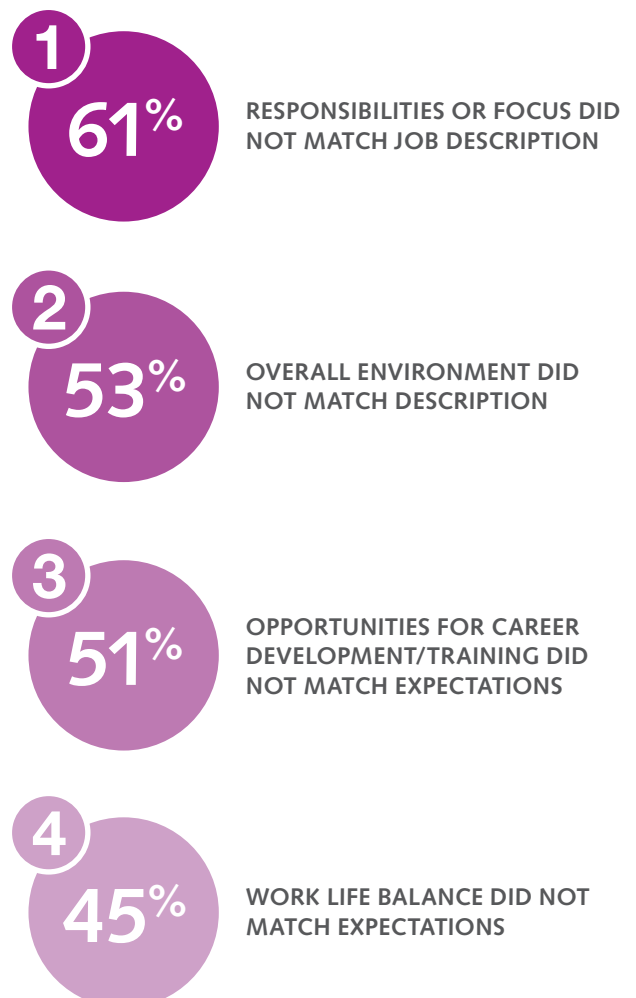 1
61%
RESPONSIBILITIES OR FOCUS DID
NOT MATCH JOB DESCRIPTION
2
53%
OVERALL ENVIRONMENT DID
NOT MATCH DESCRIPTION
3
51%
OPPORTUNITIES FOR CAREER
DEVELOPMENT/TRAINING DID
NOT MATCH EXPECTATIONS
4
45%
WORK LIFE BALANCE DID NOT
MATCH EXPECTATIONS